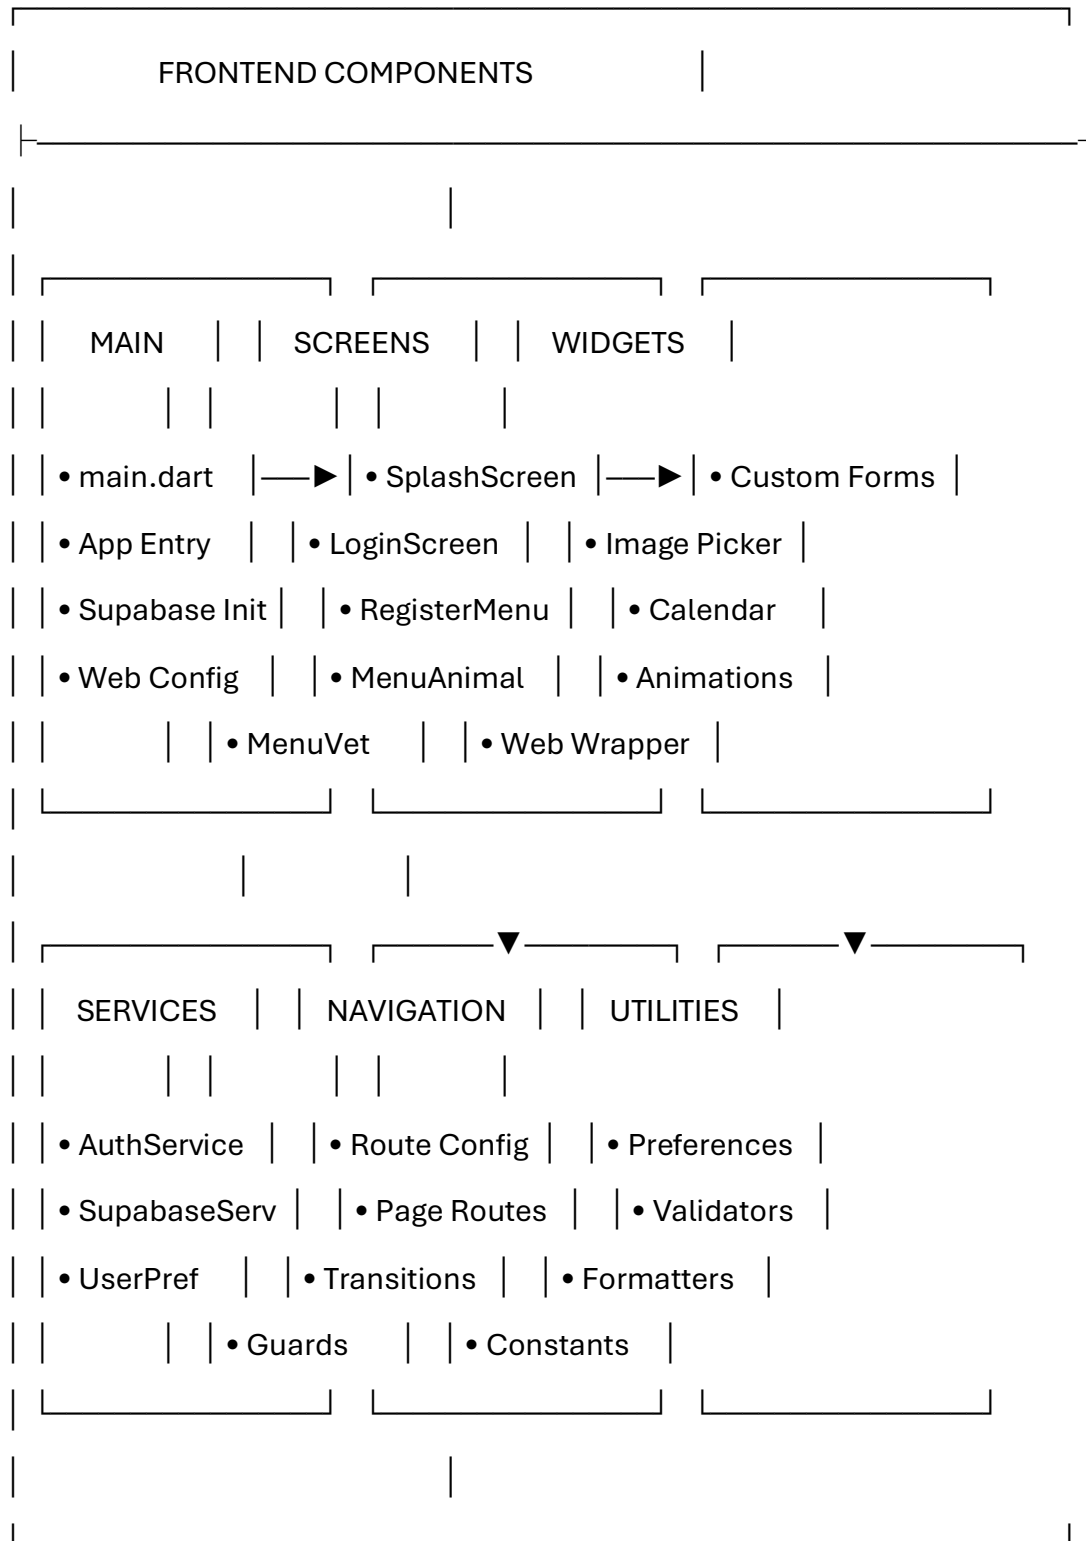 FRONTEND COMPONENTS
MAIN SCREENS WIDGETS
• main.dart ──► • SplashScreen ──► • Custom Forms
• App Entry • LoginScreen • Image Picker
• Supabase Init • RegisterMenu • Calendar
• Web Config • MenuAnimal • Animations
• MenuVet • Web Wrapper
▼ ▼
SERVICES NAVIGATION UTILITIES
• AuthService • Route Config • Preferences
• SupabaseServ • Page Routes • Validators
• UserPref • Transitions • Formatters
• Guards • Constants